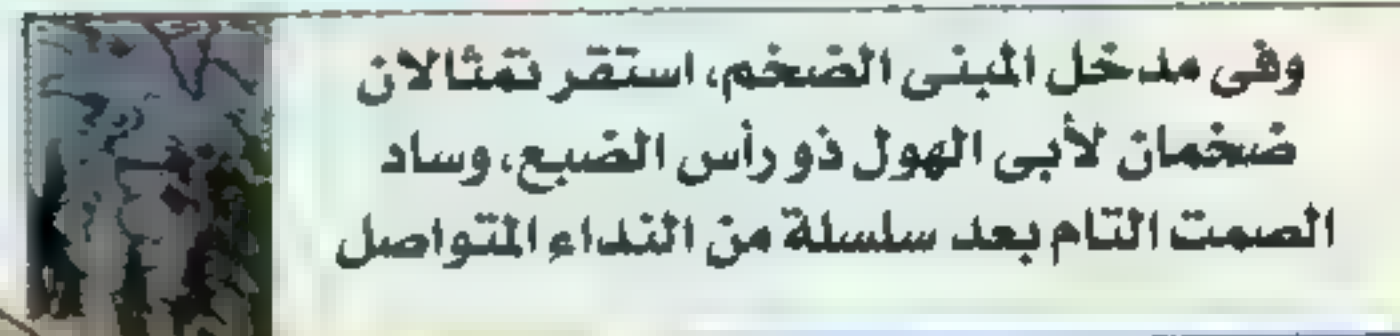 وفى مدخل المبنى الضخم، استقر تمثالان
ضخمان لأبى الهول ذو رأس الضبع، وساد
الصمت التام بعد سلسلة من النداء المتواصل